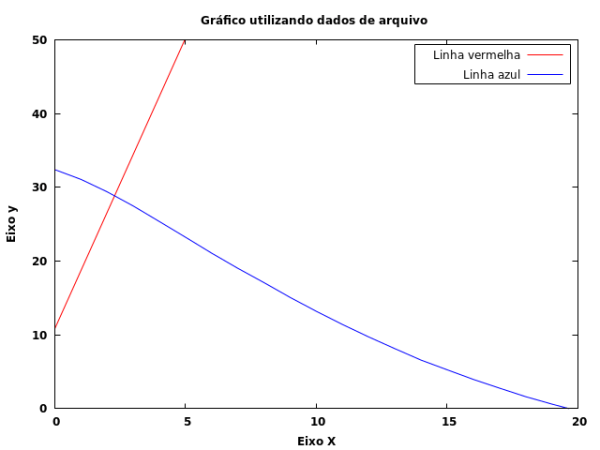 Gráfico utilizando dados de arquivo
Linha vermelha
Linha azul
50
40
30
20
10
0
Eixo y
0 5 10 15 20
Eixo X